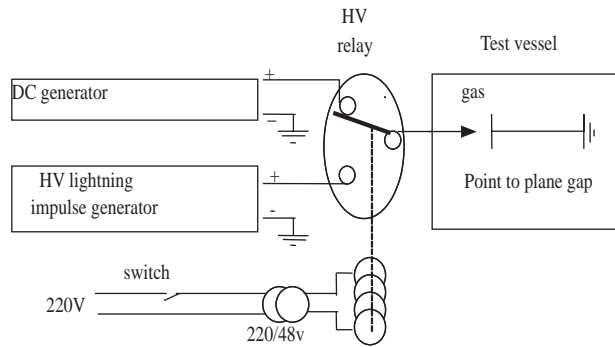 HV
relay
Test vessel
+
DC generator
−
gas
HV lightning
impulse generator
+
-
Point to plane gap
switch
220V
220/48v